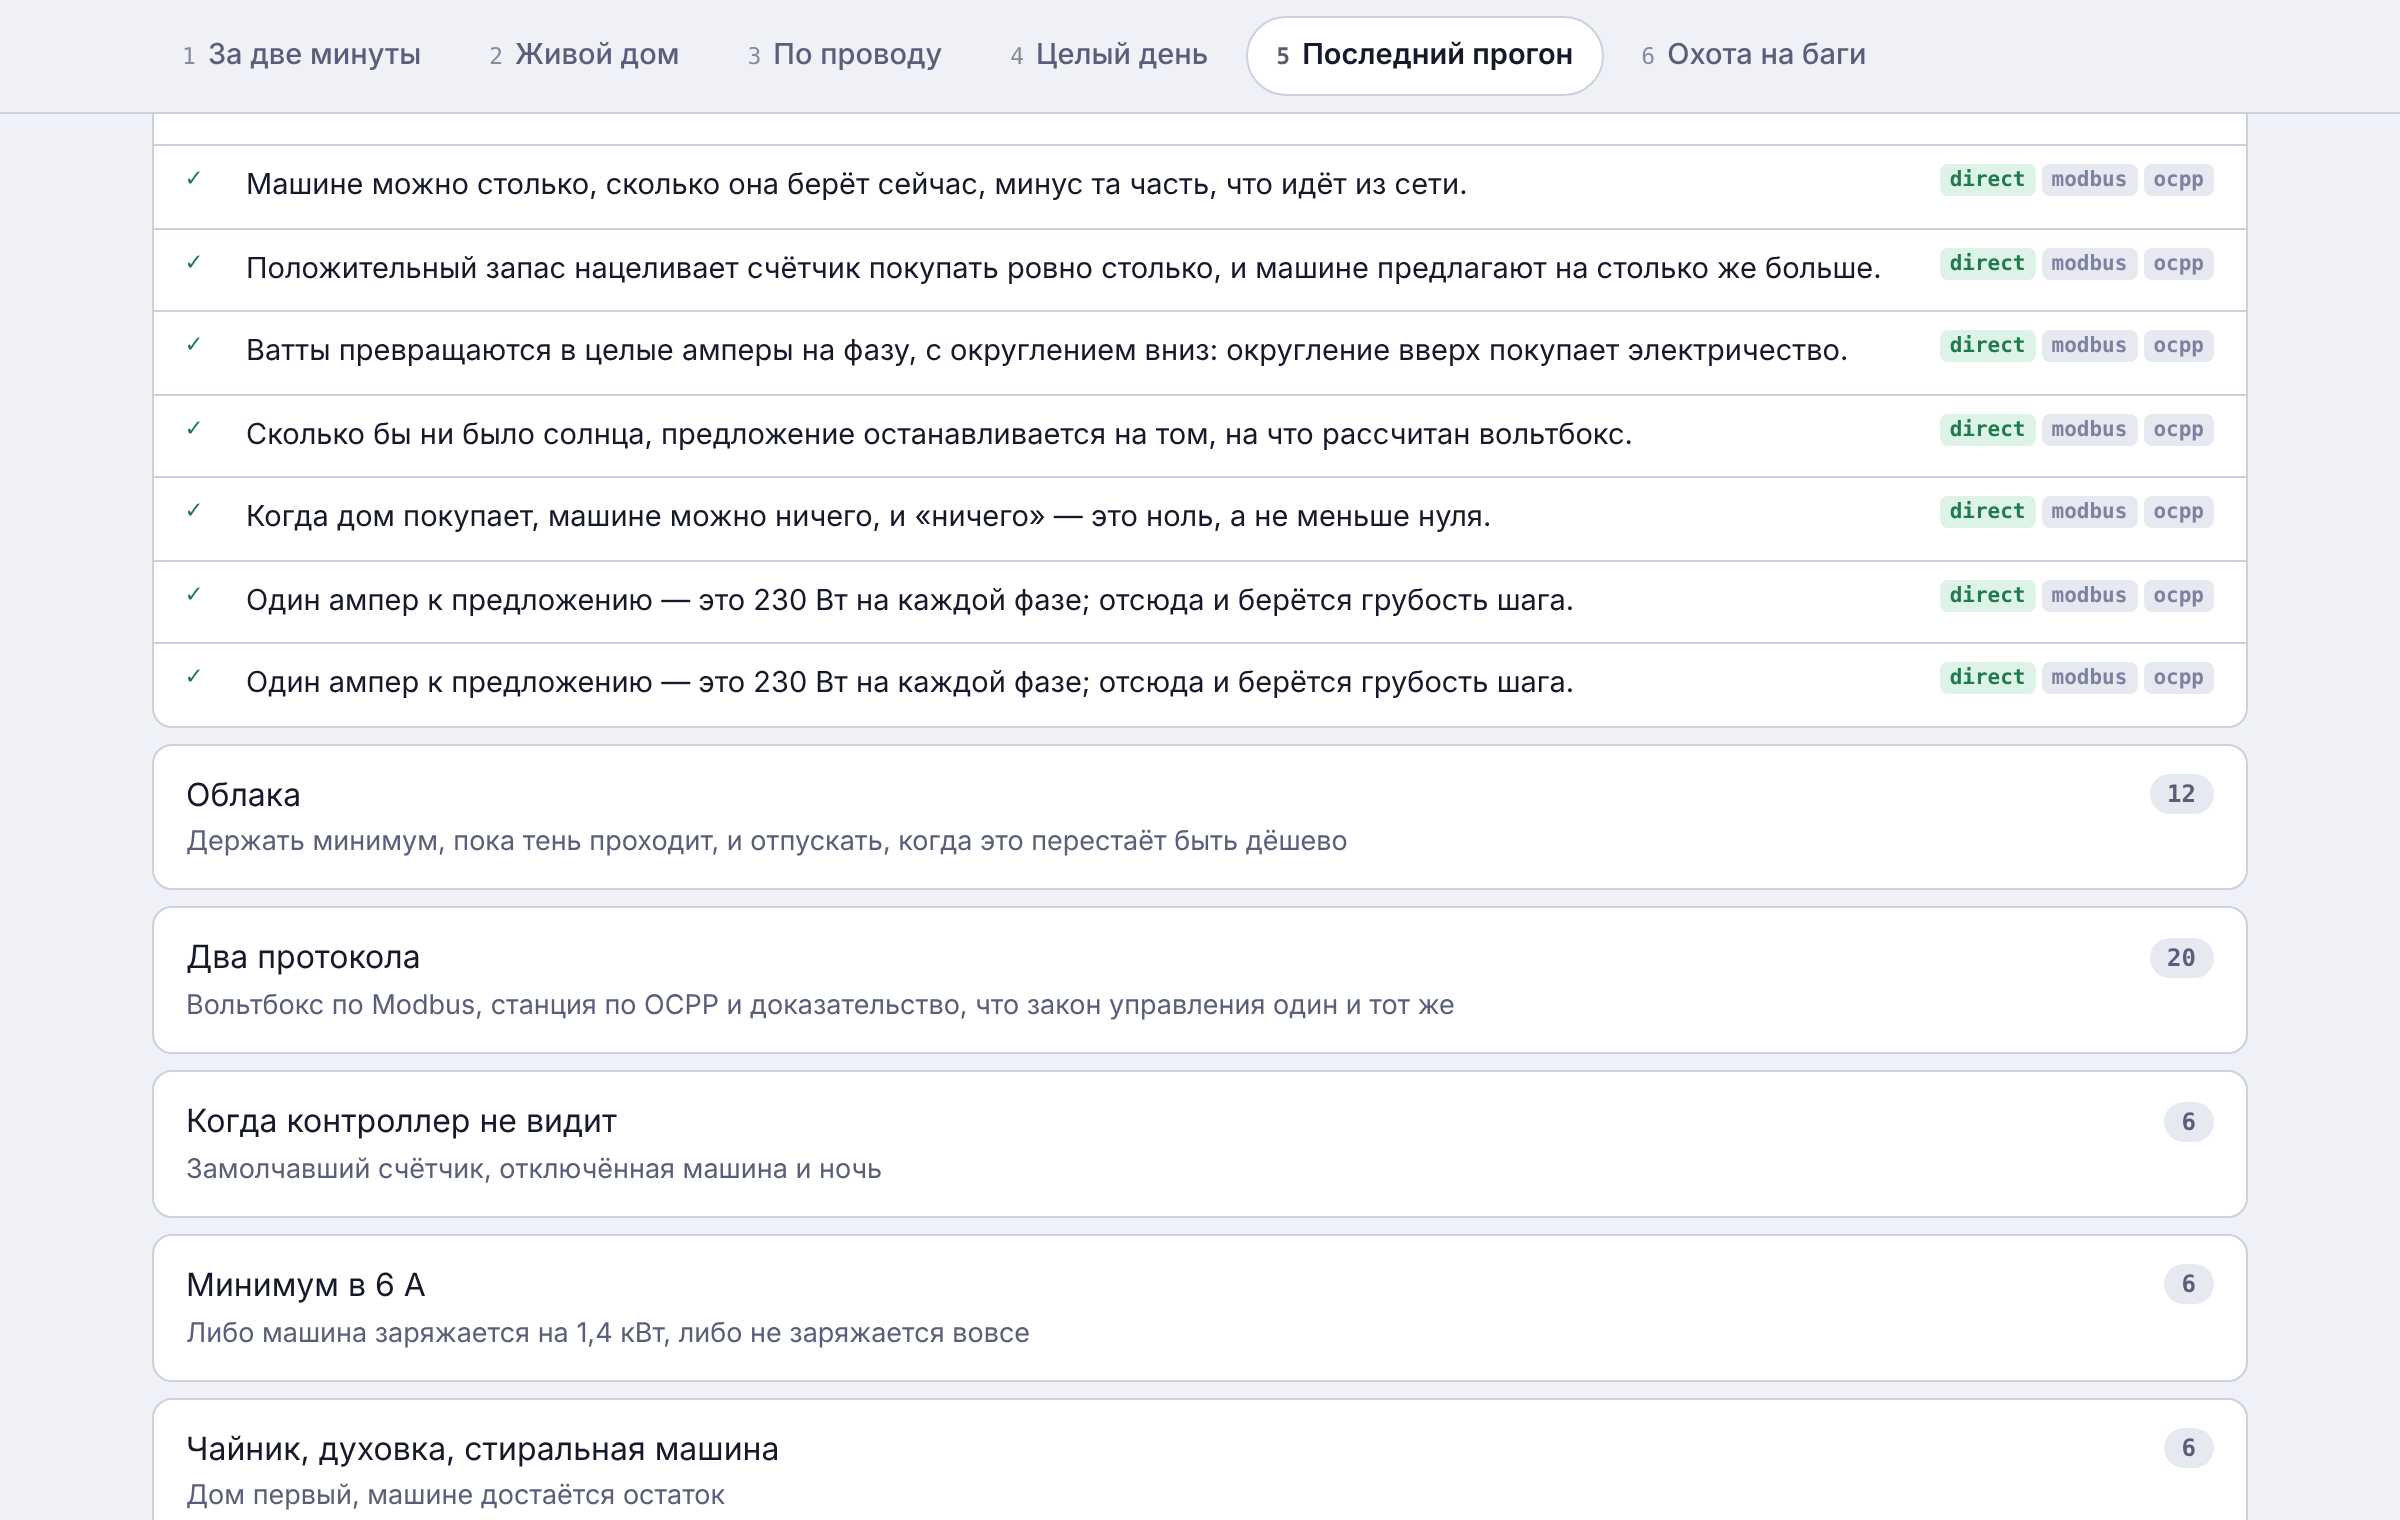 1 За две минуты 2 Живой дом 3 По проводу 4 Целый день 5 Последний прогон 6 Охота на баги
✓ Машине можно столько, сколько она берёт сейчас, минус та часть, что идёт из сети. direct modbus ocpp
✓ Положительный запас нацеливает счётчик покупать ровно столько, и машине предлагают на столько же больше. direct modbus ocpp
✓ Ватты превращаются в целые амперы на фазу, с округлением вниз: округление вверх покупает электричество. direct modbus ocpp
✓ Сколько бы ни было солнца, предложение останавливается на том, на что рассчитан вольтбокс. direct modbus ocpp
✓ Когда дом покупает, машине можно ничего, и «ничего» — это ноль, а не меньше нуля. direct modbus ocpp
✓ Один ампер к предложению — это 230 Вт на каждой фазе; отсюда и берётся грубость шага. direct modbus ocpp
✓ Один ампер к предложению — это 230 Вт на каждой фазе; отсюда и берётся грубость шага. direct modbus ocpp
Облака 12
Держать минимум, пока тень проходит, и отпускать, когда это перестаёт быть дёшево
Два протокола 20
Вольтбокс по Modbus, станция по OCPP и доказательство, что закон управления один и тот же
Когда контроллер не видит 6
Замолчавший счётчик, отключённая машина и ночь
Минимум в 6 А 6
Либо машина заряжается на 1,4 кВт, либо не заряжается вовсе
Чайник, духовка, стиральная машина 6
Дом первый, машине достаётся остаток